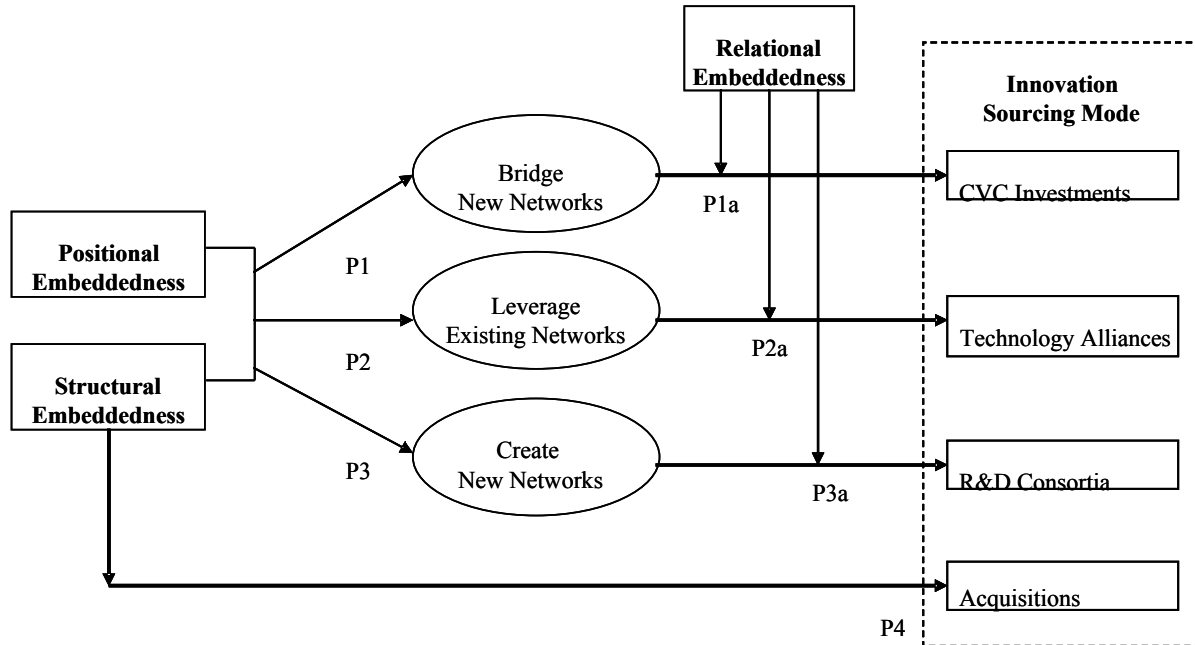 Relational
Embeddedness
Innovation
Sourcing Mode
Bridge
New Networks
CVC Investments
P1a
Positional
Embeddedness
P1
Leverage
Existing Networks
Technology Alliances
P2a
P2
Structural
Embeddedness
Create
New Networks
P3
R&D Consortia
P3a
Acquisitions
P4